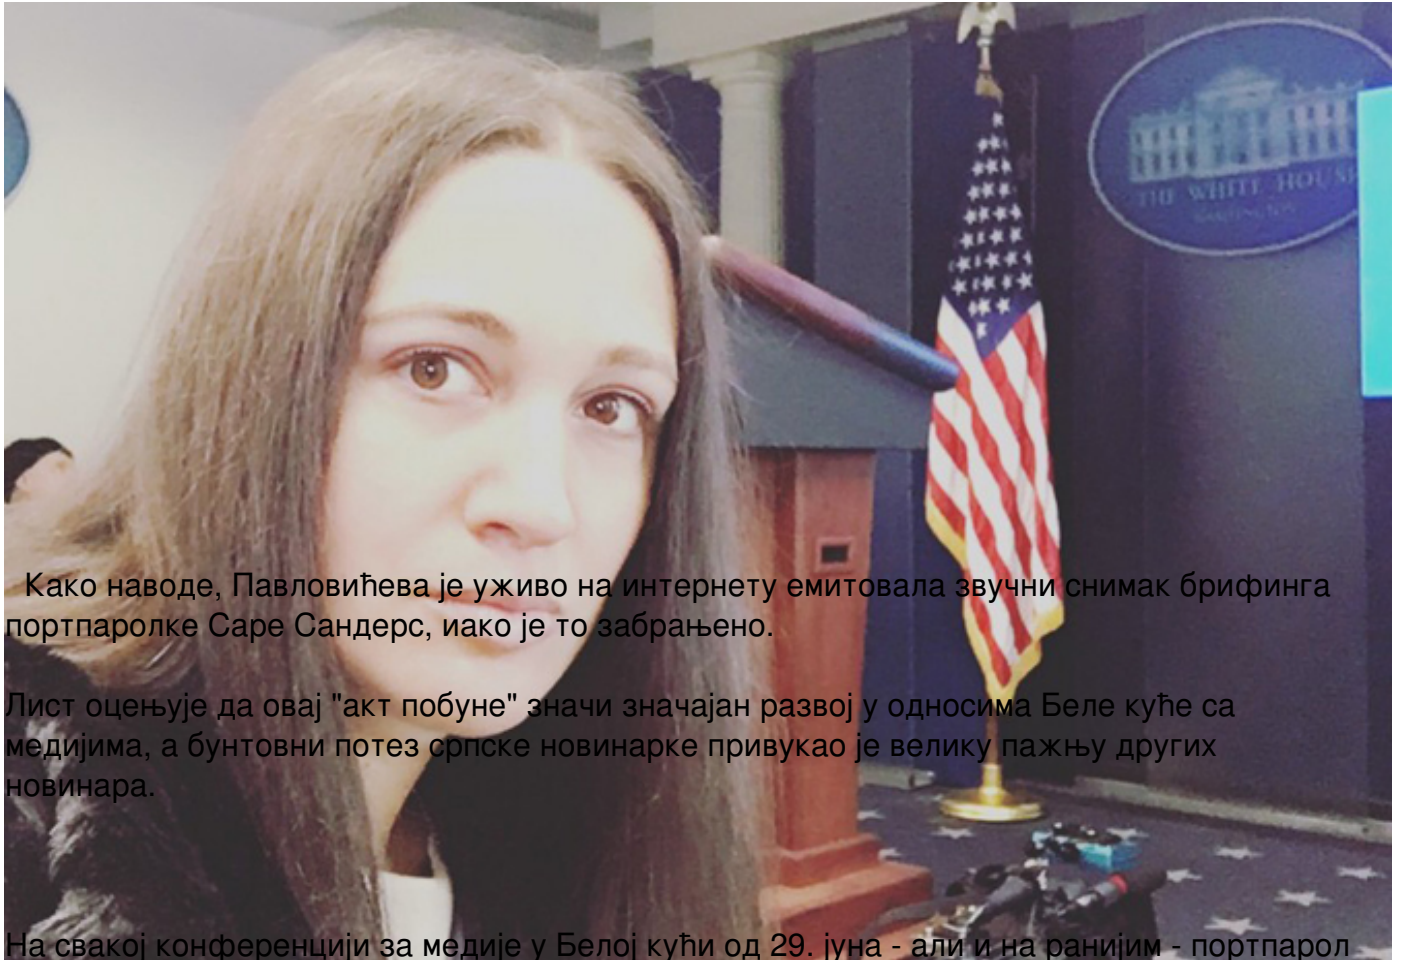 THE WHITE HOUSE
WASHINGTON
Како наводе, Павловићева је уживо на интернету емитовала звучни снимак брифинга
портпаролке Саре Сандерс, иако је то забрањено.
Лист оцењује да овај "акт побуне" значи значајан развој у односима Беле куће са
медијима, а бунтовни потез српске новинарке привукао је велику пажњу других
новинара.
На свакој конференцији за медије у Белој кући од 29. јуна - али и на ранијим - портпарол